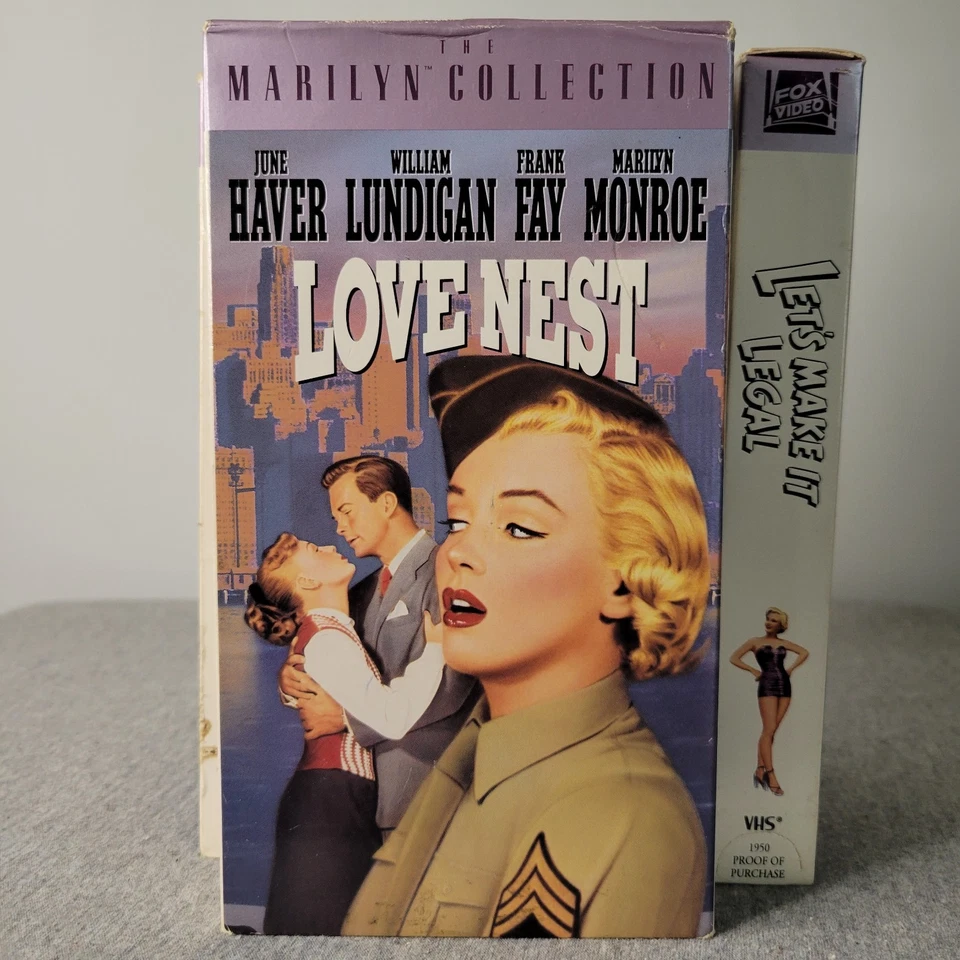 THE
MARILYN™ COLLECTION
JUNE HAVER
WILLIAM LUNDIGAN
FRANK FAY
MARILYN MONROE
LOVE NEST
FOX
VIDEO
LET'S MAKE IT
LEGAL
VHS®
1950
PROOF OF
PURCHASE